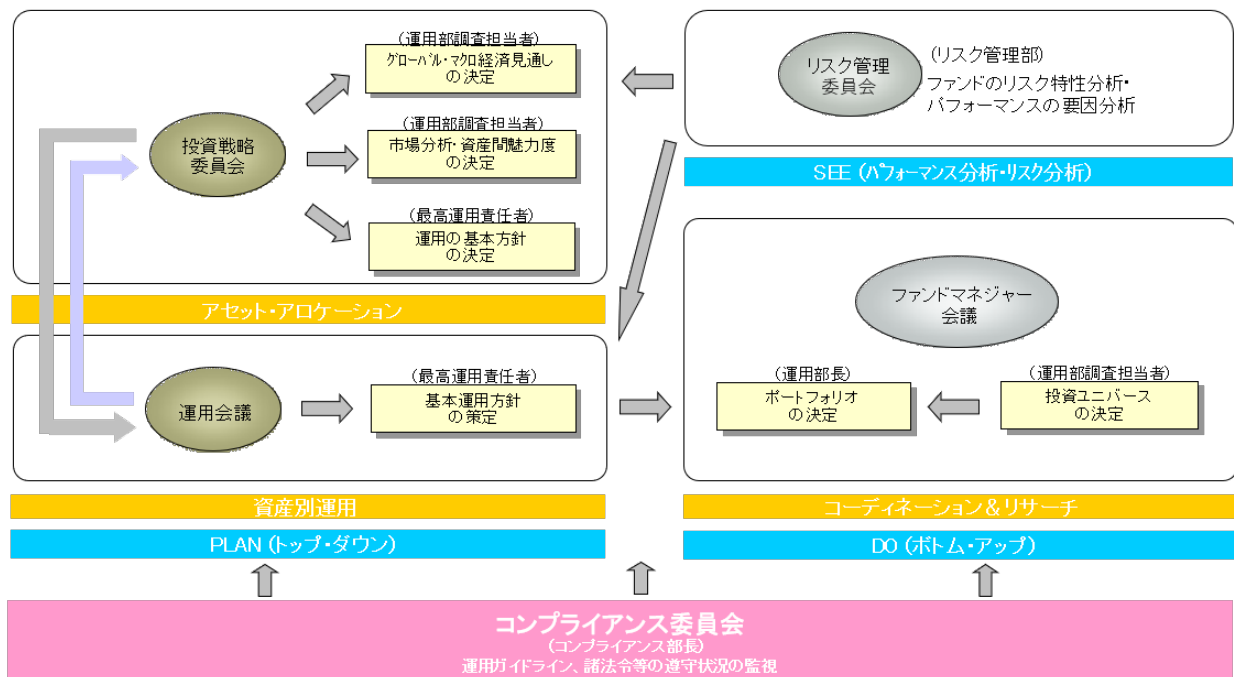 (運用部調査担当者)
グローバル・マクロ経済見通し
の決定
投資戦略
委員会
(運用部調査担当者)
市場分析・資産間魅力度
の決定
(最高運用責任者)
運用の基本方針
の決定
アセット・アロケーション
運用会議
(最高運用責任者)
基本運用方針
の策定
資産別運用
PLAN (トップ・ダウン)
リスク管理
委員会
(リスク管理部)
ファンドのリスク特性分析・
パフォーマンスの要因分析
SEE (パフォーマンス分析・リスク分析)
ファンドマネジャー
会議
(運用部長)
ポートフォリオ
の決定
(運用部調査担当者)
投資ユニバース
の決定
コーディネーション＆リサーチ
DO (ボトム・アップ)
コンプライアンス委員会
(コンプライアンス部長)
運用ガイドライン、諸法令等の遵守状況の監視